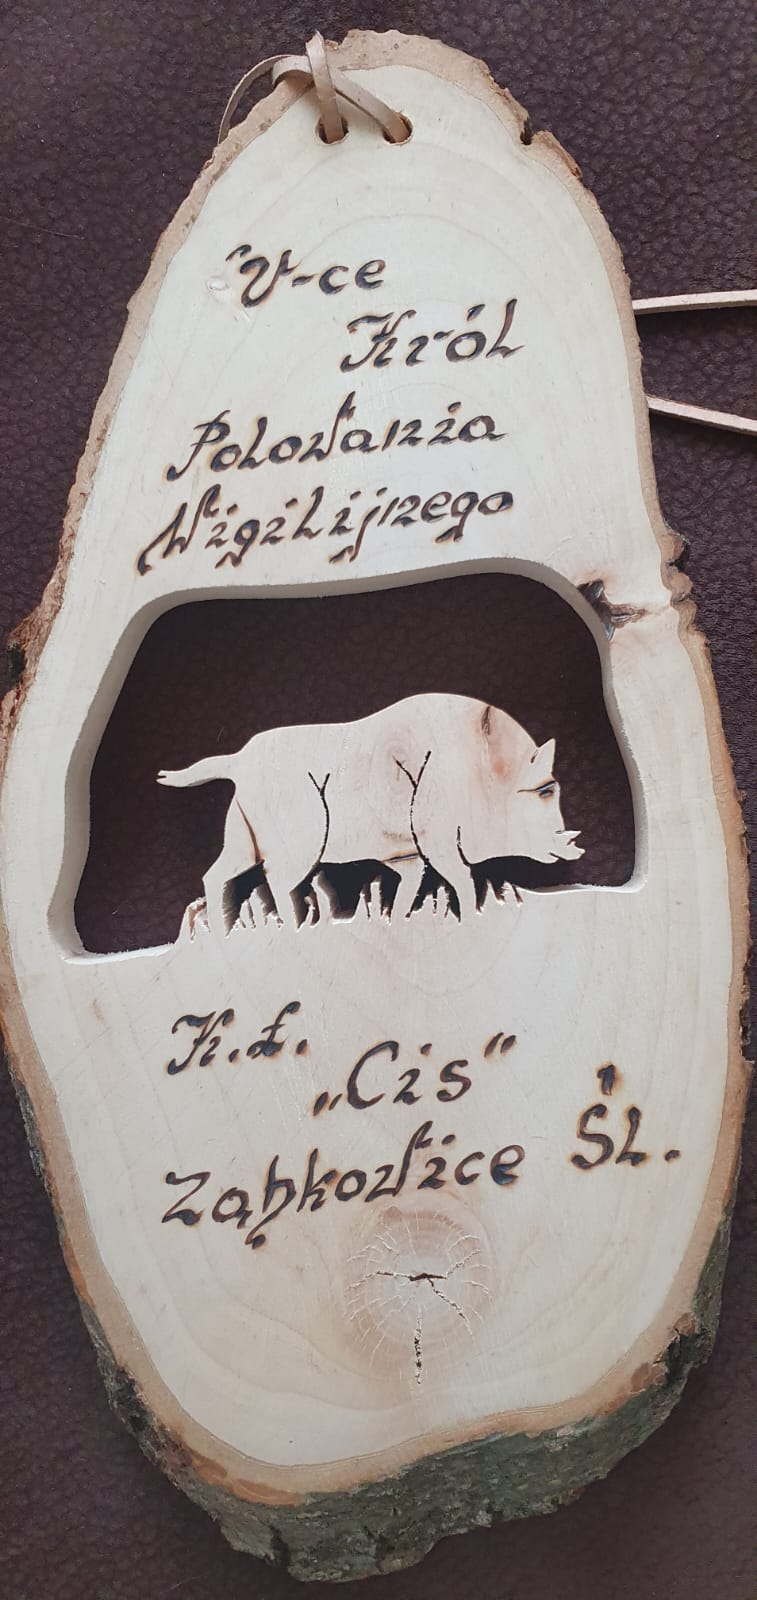 V-ce
Król
Polowania
Wigilijnego
K.Ł.
„Cis"
Ząbkowice Śl.